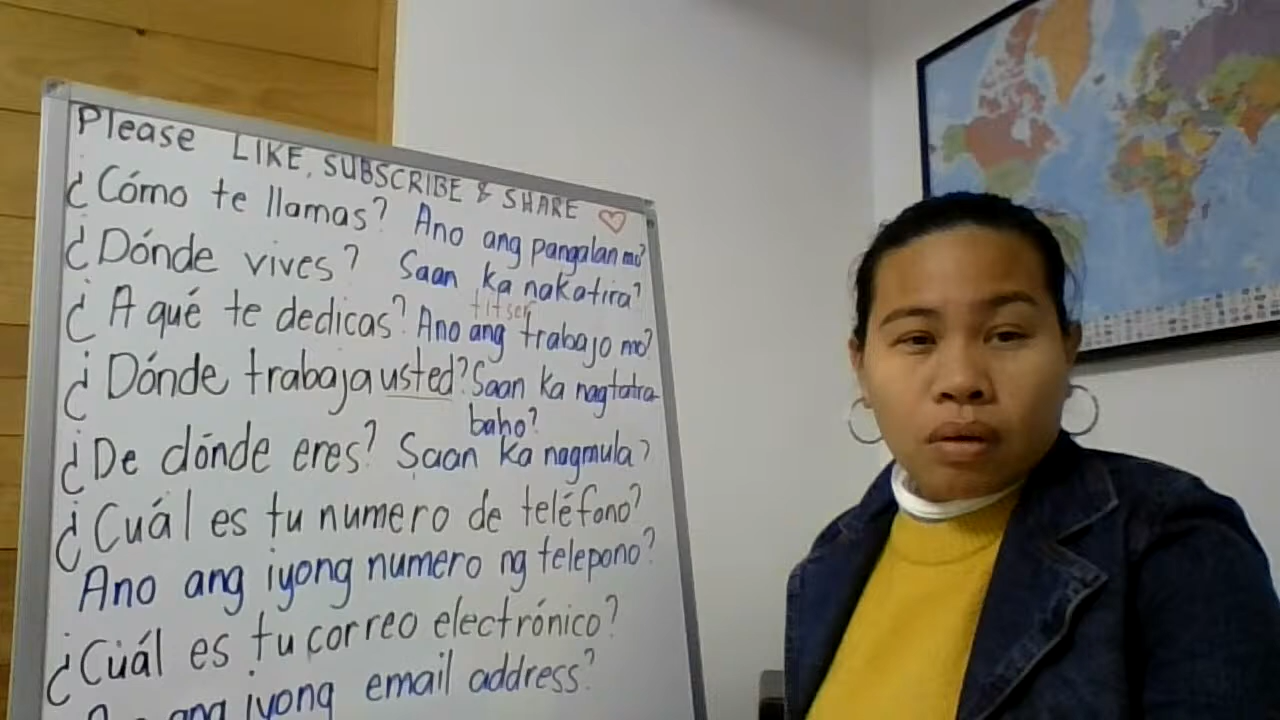 Please LIKE, SUBSCRIBE & SHARE
¿Cómo te llamas? Ano ang pangalan mo?
¿Dónde vives? Saan ka nakatira?
titser
¿A qué te dedicas? Ano ang trabajo mo?
¿Dónde trabaja usted? Saan ka nagtatra-
baho?
¿De dónde eres? Saan ka nagmula?
¿Cuál es tu numero de teléfono?
Ano ang iyong numero ng telepono?
¿Cuál es tu correo electrónico?
ang iyong email address?